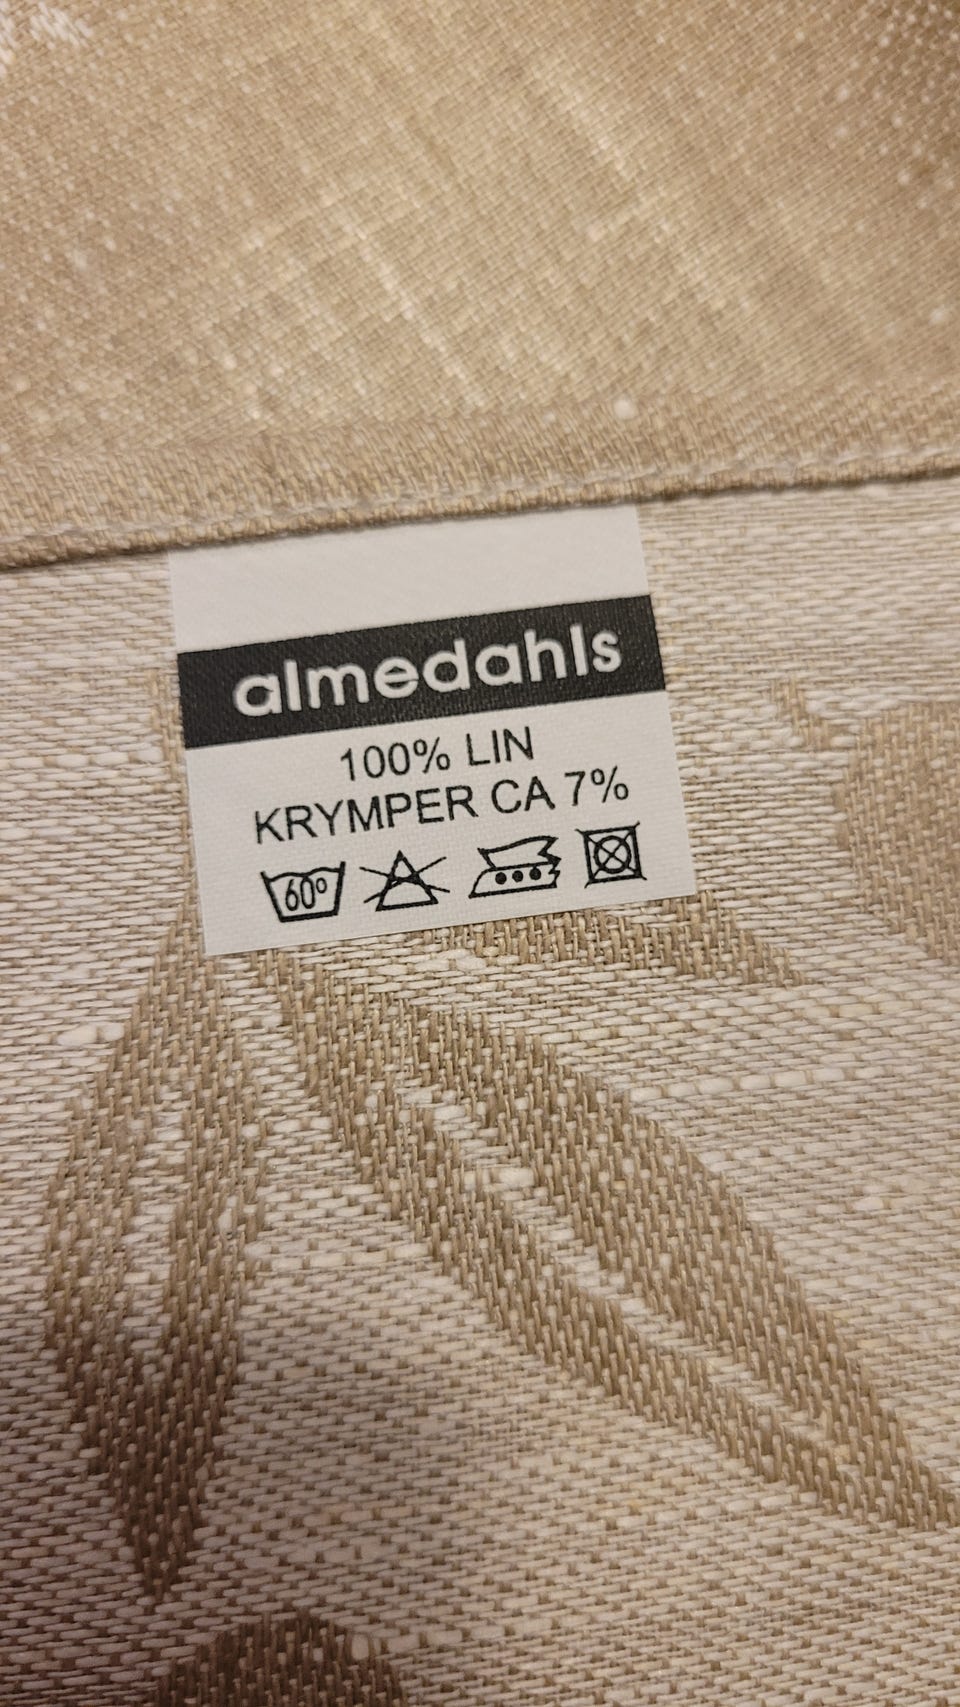 almedahls
100% LIN
KRYMPER CA 7%
60°